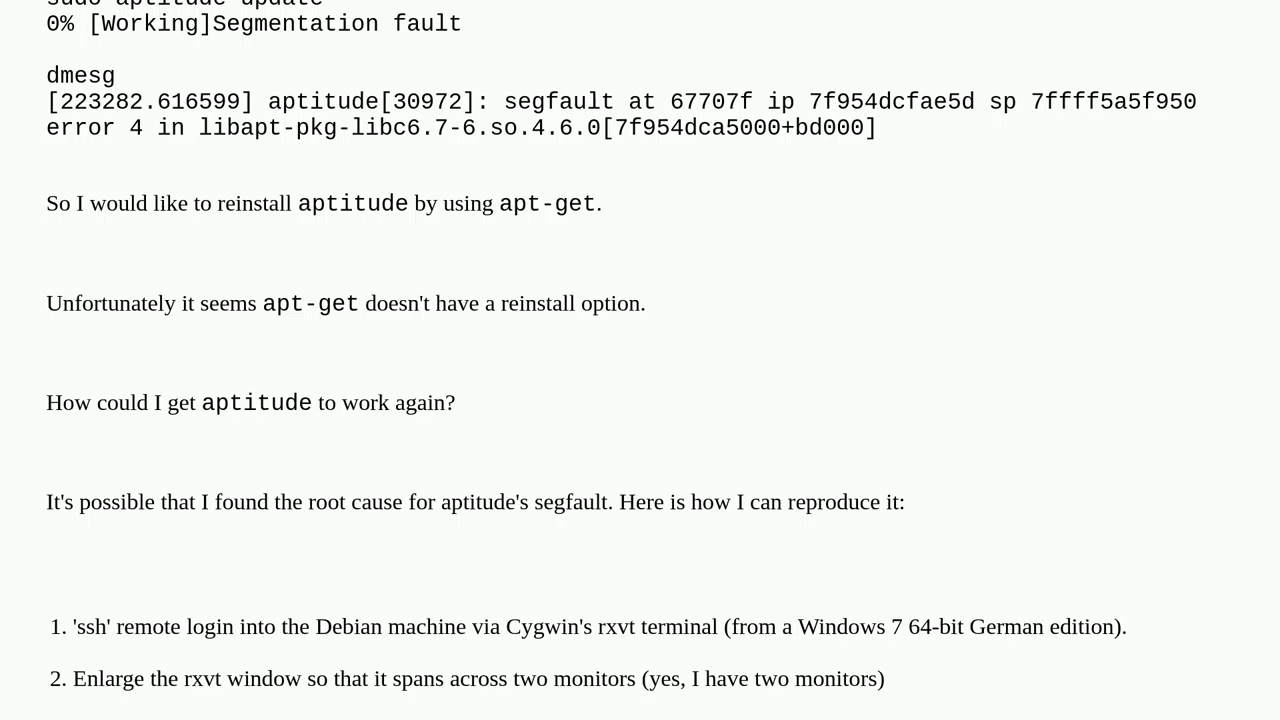 sudo aptitude update
0% [Working]Segmentation fault
dmesg
[223282.616599] aptitude[30972]: segfault at 67707f ip 7f954dcfae5d sp 7ffff5a5f950
error 4 in libapt-pkg-libc6.7-6.so.4.6.0[7f954dca5000+bd000]
So I would like to reinstall aptitude by using apt-get.
Unfortunately it seems apt-get doesn't have a reinstall option.
How could I get aptitude to work again?
It's possible that I found the root cause for aptitude's segfault. Here is how I can reproduce it:
1. 'ssh' remote login into the Debian machine via Cygwin's rxvt terminal (from a Windows 7 64-bit German edition).
2. Enlarge the rxvt window so that it spans across two monitors (yes, I have two monitors)